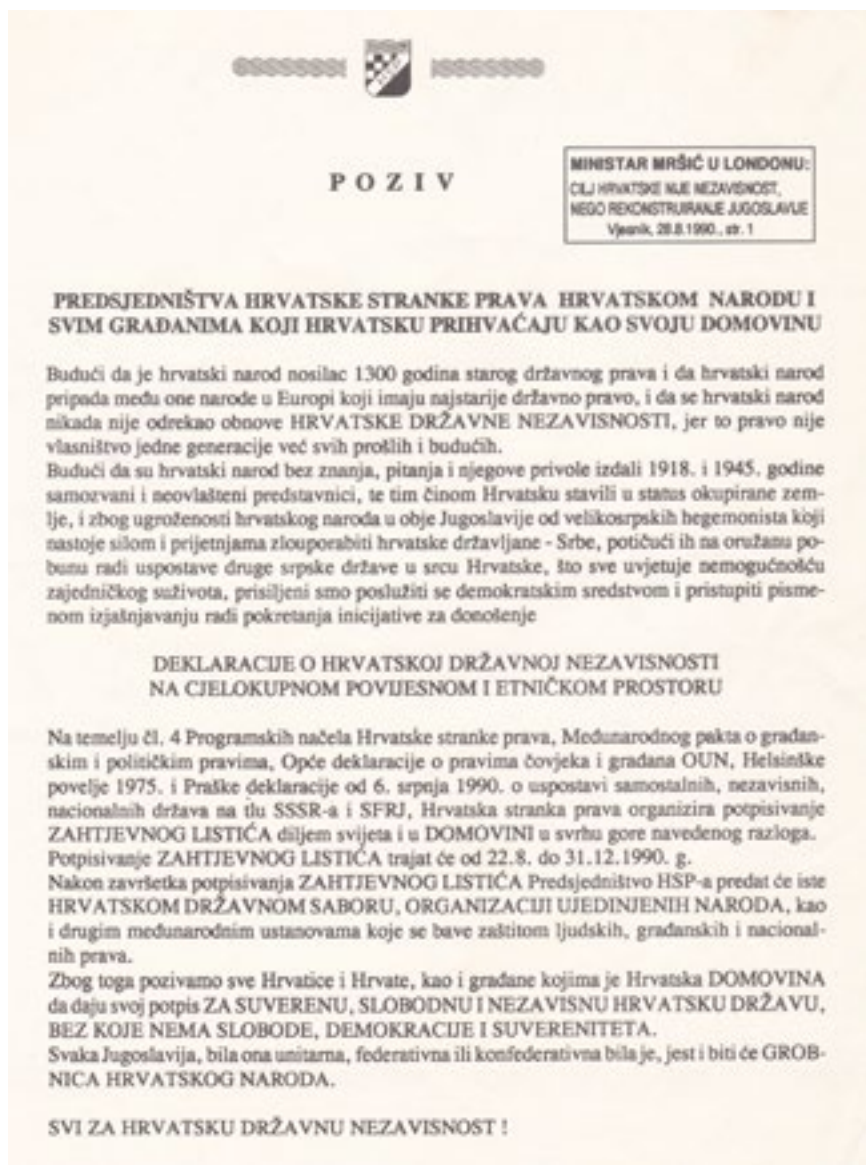 POZIV
MINISTAR MRŠIĆ U LONDONU:
CILJ HRVATSKE NIJE NEZAVISNOST,
NEGO REKONSTRUIRANJE JUGOSLAVIJE
Vjesnik, 28.8.1990., str. 1
PREDSJEDNIŠTVA HRVATSKE STRANKE PRAVA HRVATSKOM NARODU I
SVIM GRAĐANIMA KOJI HRVATSKU PRIHVAĆAJU KAO SVOJU DOMOVINU
Budući da je hrvatski narod nosilac 1300 godina starog državnog prava i da hrvatski narod
pripada među one narode u Europi koji imaju najstarije državno pravo, i da se hrvatski narod
nikada nije odrekao obnove HRVATSKE DRŽAVNE NEZAVISNOSTI, jer to pravo nije
vlasništvo jedne generacije već svih prošlih i budućih.
Budući da su hrvatski narod bez znanja, pitanja i njegove privole izdali 1918. i 1945. godine
samozvani i neovlašteni predstavnici, te tim činom Hrvatsku stavili u status okupirane zem-
lje, i zbog ugroženosti hrvatskog naroda u obje Jugoslavije od velikosrpskih hegemonista koji
nastoje silom i prijetnjama zlouporabiti hrvatske državljane - Srbe, potičući ih na oružanu po-
bunu radi uspostave druge srpske države u srcu Hrvatske, što sve uvjetuje nemogućnošću
zajedničkog suživota, prisiljeni smo poslužiti se demokratskim sredstvom i pristupiti pisme-
nom izjašnjavanju radi pokretanja inicijative za donošenje
DEKLARACIJE O HRVATSKOJ DRŽAVNOJ NEZAVISNOSTI
NA CJELOKUPNOM POVIJESNOM I ETNIČKOM PROSTORU
Na temelju čl. 4 Programskih načela Hrvatske stranke prava, Međunarodnog pakta o građan-
skim i političkim pravima, Opće deklaracije o pravima čovjeka i građana OUN, Helsinške
povelje 1975. i Praške deklaracije od 6. srpnja 1990. o uspostavi samostalnih, nezavisnih,
nacionalnih država na tlu SSSR-a i SFRJ, Hrvatska stranka prava organizira potpisivanje
ZAHTJEVNOG LISTIĆA diljem svijeta i u DOMOVINI u svrhu gore navedenog razloga.
Potpisivanje ZAHTJEVNOG LISTIĆA trajat će od 22.8. do 31.12.1990. g.
Nakon završetka potpisivanja ZAHTJEVNOG LISTIĆA Predsjedništvo HSP-a predat će iste
HRVATSKOM DRŽAVNOM SABORU, ORGANIZACIJI UJEDINJENIH NARODA, kao
i drugim međunarodnim ustanovama koje se bave zaštitom ljudskih, građanskih i nacional-
nih prava.
Zbog toga pozivamo sve Hrvatice i Hrvate, kao i građane kojima je Hrvatska DOMOVINA
da daju svoj potpis ZA SUVERENU, SLOBODNU I NEZAVISNU HRVATSKU DRŽAVU,
BEZ KOJE NEMA SLOBODE, DEMOKRACIJE I SUVERENITETA.
Svaka Jugoslavija, bila ona unitarna, federativna ili konfederativna bila je, jest i biti će GROB-
NICA HRVATSKOG NARODA.
SVI ZA HRVATSKU DRŽAVNU NEZAVISNOST !